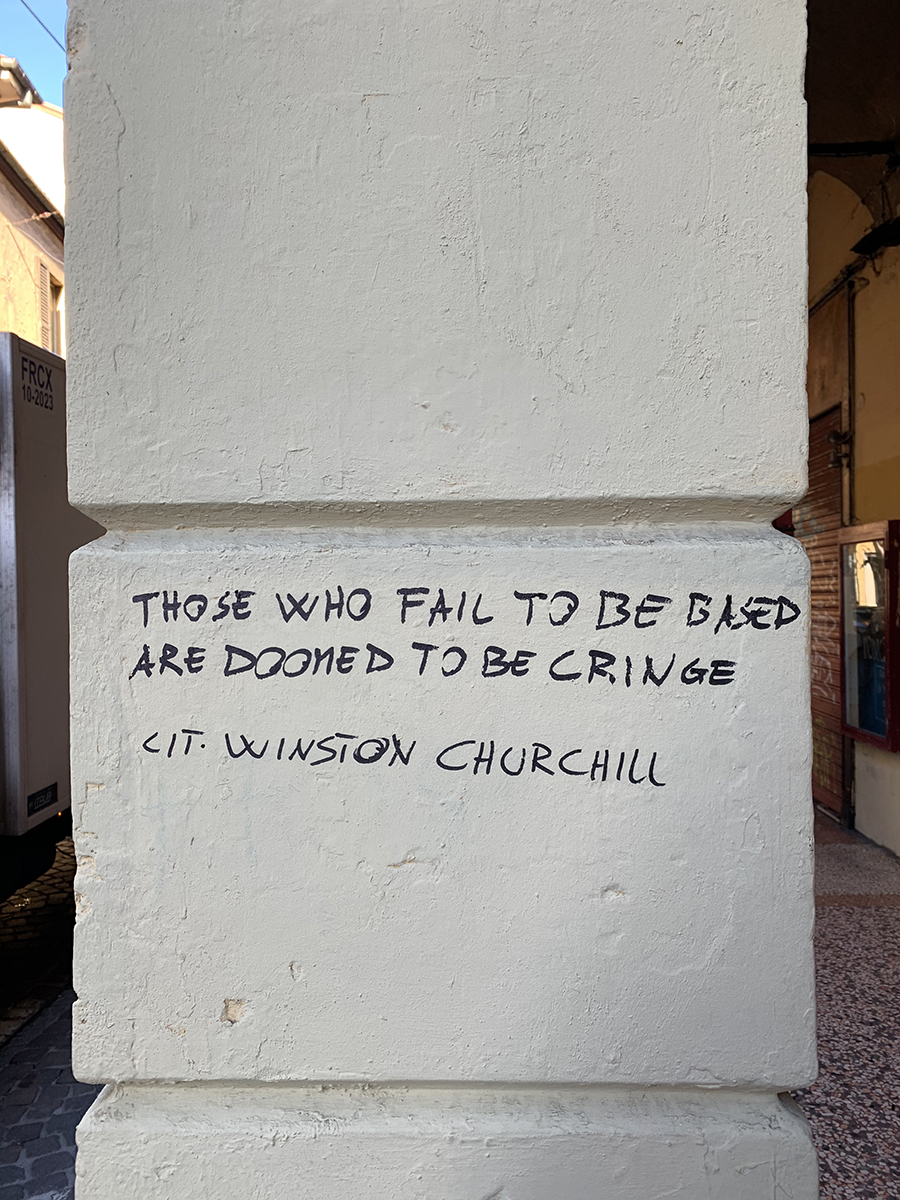 FRCX
10-2023
THOSE WHO FAIL TO BE BASED
ARE DOOMED TO BE CRINGE
CIT. WINSTON CHURCHILL